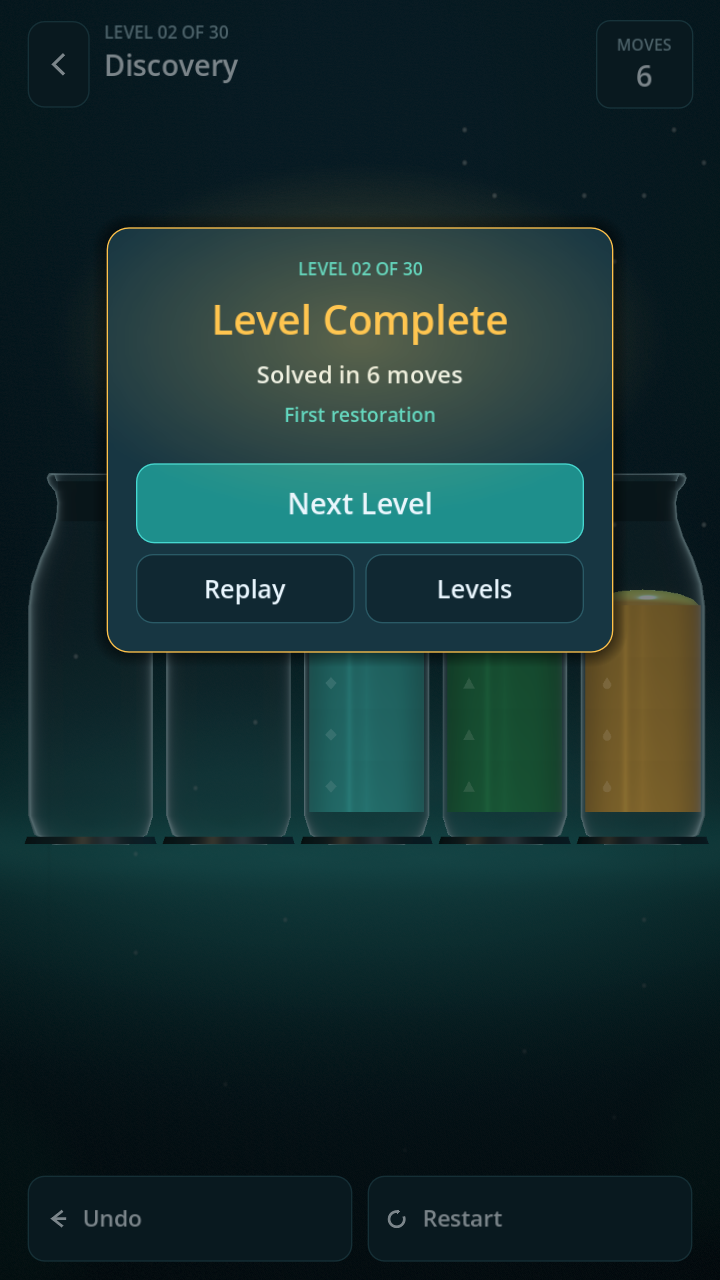 LEVEL 02 OF 30
Discovery
MOVES
6
LEVEL 02 OF 30
Level Complete
Solved in 6 moves
First restoration
Next Level
Replay
Levels
Undo
Restart